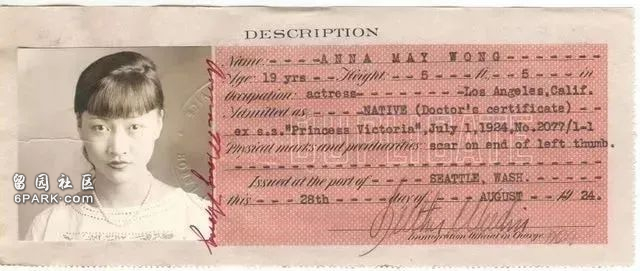 DESCRIPTION
Name ANNA MAY WONG
Age: 19 yrs Height: 5 ft. 5 in
Occupation: actress Los Angeles, Calif.
Admitted as NATIVE (Doctor's certificate)
ex s.s. "Princess Victoria", July 1, 1924, No. 2077/1-1
Physical marks and peculiarities scar on end of left thumb.
DUPLICATE
Issued at the port of SEATTLE, WASH.
this 28th day of AUGUST 1924.
Immigration Official in Charge.
Anna May Wong
留园社区
6PARK.COM